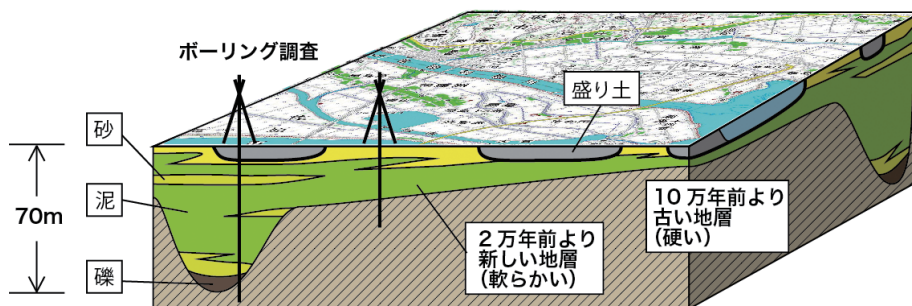 ボーリング調査
盛り土
砂
泥
70m
礫
2万年前より
新しい地層
(軟らかい)
10万年前より
古い地層
(硬い)